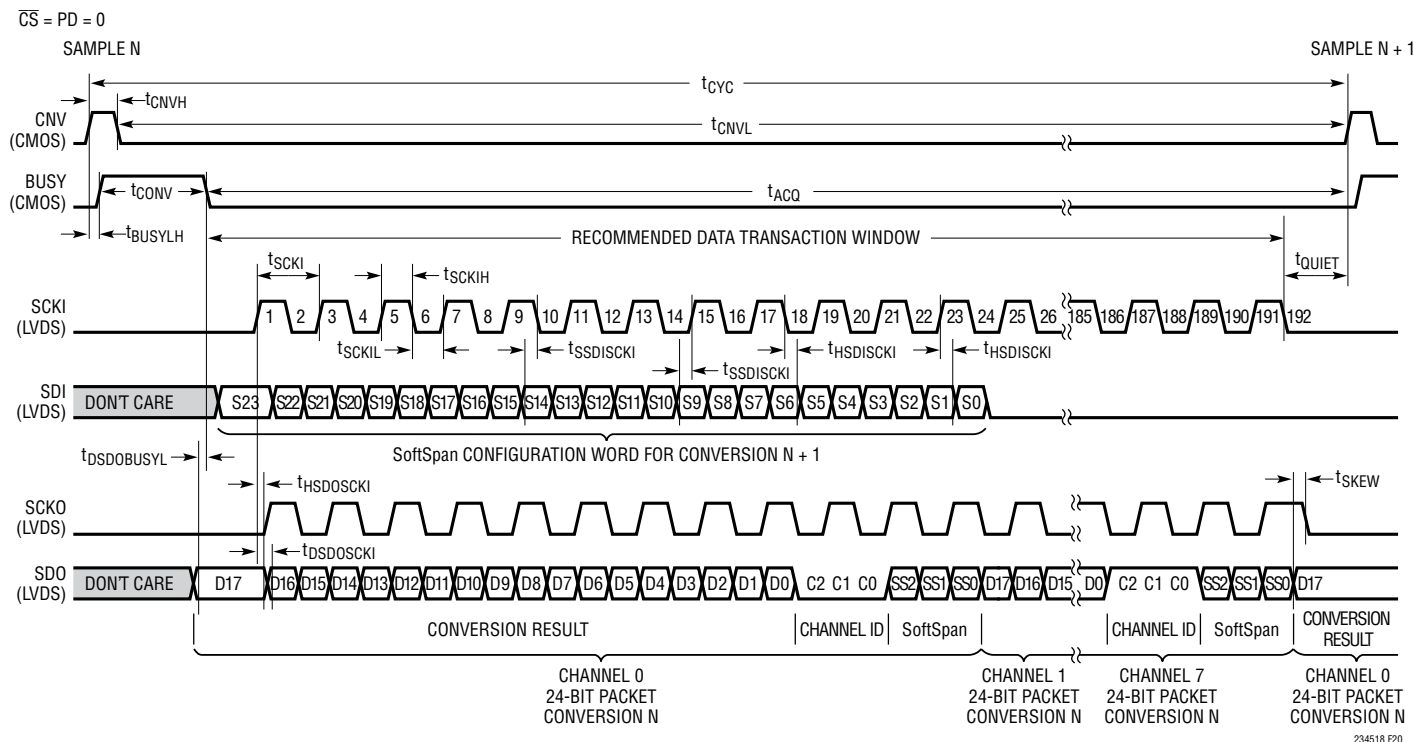 CS = PD = 0
SAMPLE N
SAMPLE N + 1
tCYC
tCNVH
CNV
(CMOS)
tCNVL
BUSY
(CMOS)
tCONV
tACQ
tBUSYLH
RECOMMENDED DATA TRANSACTION WINDOW
tQUIET
tSCKI
tSCKIH
SCKI
(LVDS)
1 2 3 4 5 6 7 8 9 10 11 12 13 14 15 16 17 18 19 20 21 22 23 24 25 26 185 186 187 188 189 190 191 192
tSCKIL
tSSDISCKI
tSSDISCKI
tHSDISCKI
tHSDISCKI
SDI
(LVDS)
DON'T CARE S23 S22 S21 S20 S19 S18 S17 S16 S15 S14 S13 S12 S11 S10 S9 S8 S7 S6 S5 S4 S3 S2 S1 S0
SoftSpan CONFIGURATION WORD FOR CONVERSION N + 1
tDSDOBUSYL
tHSDOSCKI
SCKO
(LVDS)
tSKEW
tDSDOSCKI
SDO
(LVDS)
DON'T CARE D17 D16 D15 D14 D13 D12 D11 D10 D9 D8 D7 D6 D5 D4 D3 D2 D1 D0 C2 C1 C0 SS2 SS1 SS0 D17 D16 D15 D0 C2 C1 C0 SS2 SS1 SS0 D17
CONVERSION RESULT
CHANNEL ID
SoftSpan
CHANNEL ID
SoftSpan
CONVERSION
RESULT
CHANNEL 0
24-BIT PACKET
CONVERSION N
CHANNEL 1
24-BIT PACKET
CONVERSION N
CHANNEL 7
24-BIT PACKET
CONVERSION N
CHANNEL 0
24-BIT PACKET
CONVERSION N
234518 F20